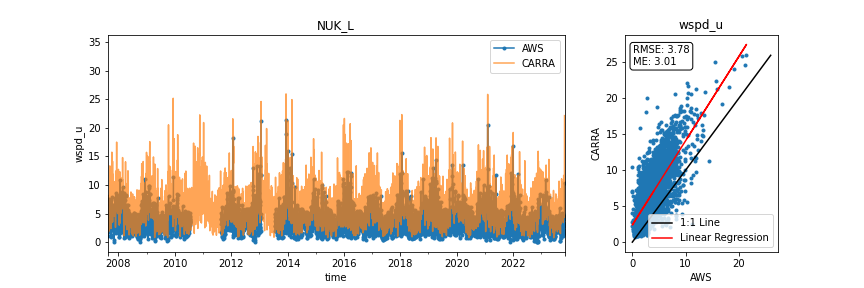 NUK_L
wspd_u
35
30
25
20
15
10
5
0
wspd_u
AWS
CARRA
2008
2010
2012
2014
2016
2018
2020
2022
time
RMSE: 3.78
ME: 3.01
25
20
15
10
5
0
CARRA
1:1 Line
Linear Regression
0
10
20
AWS